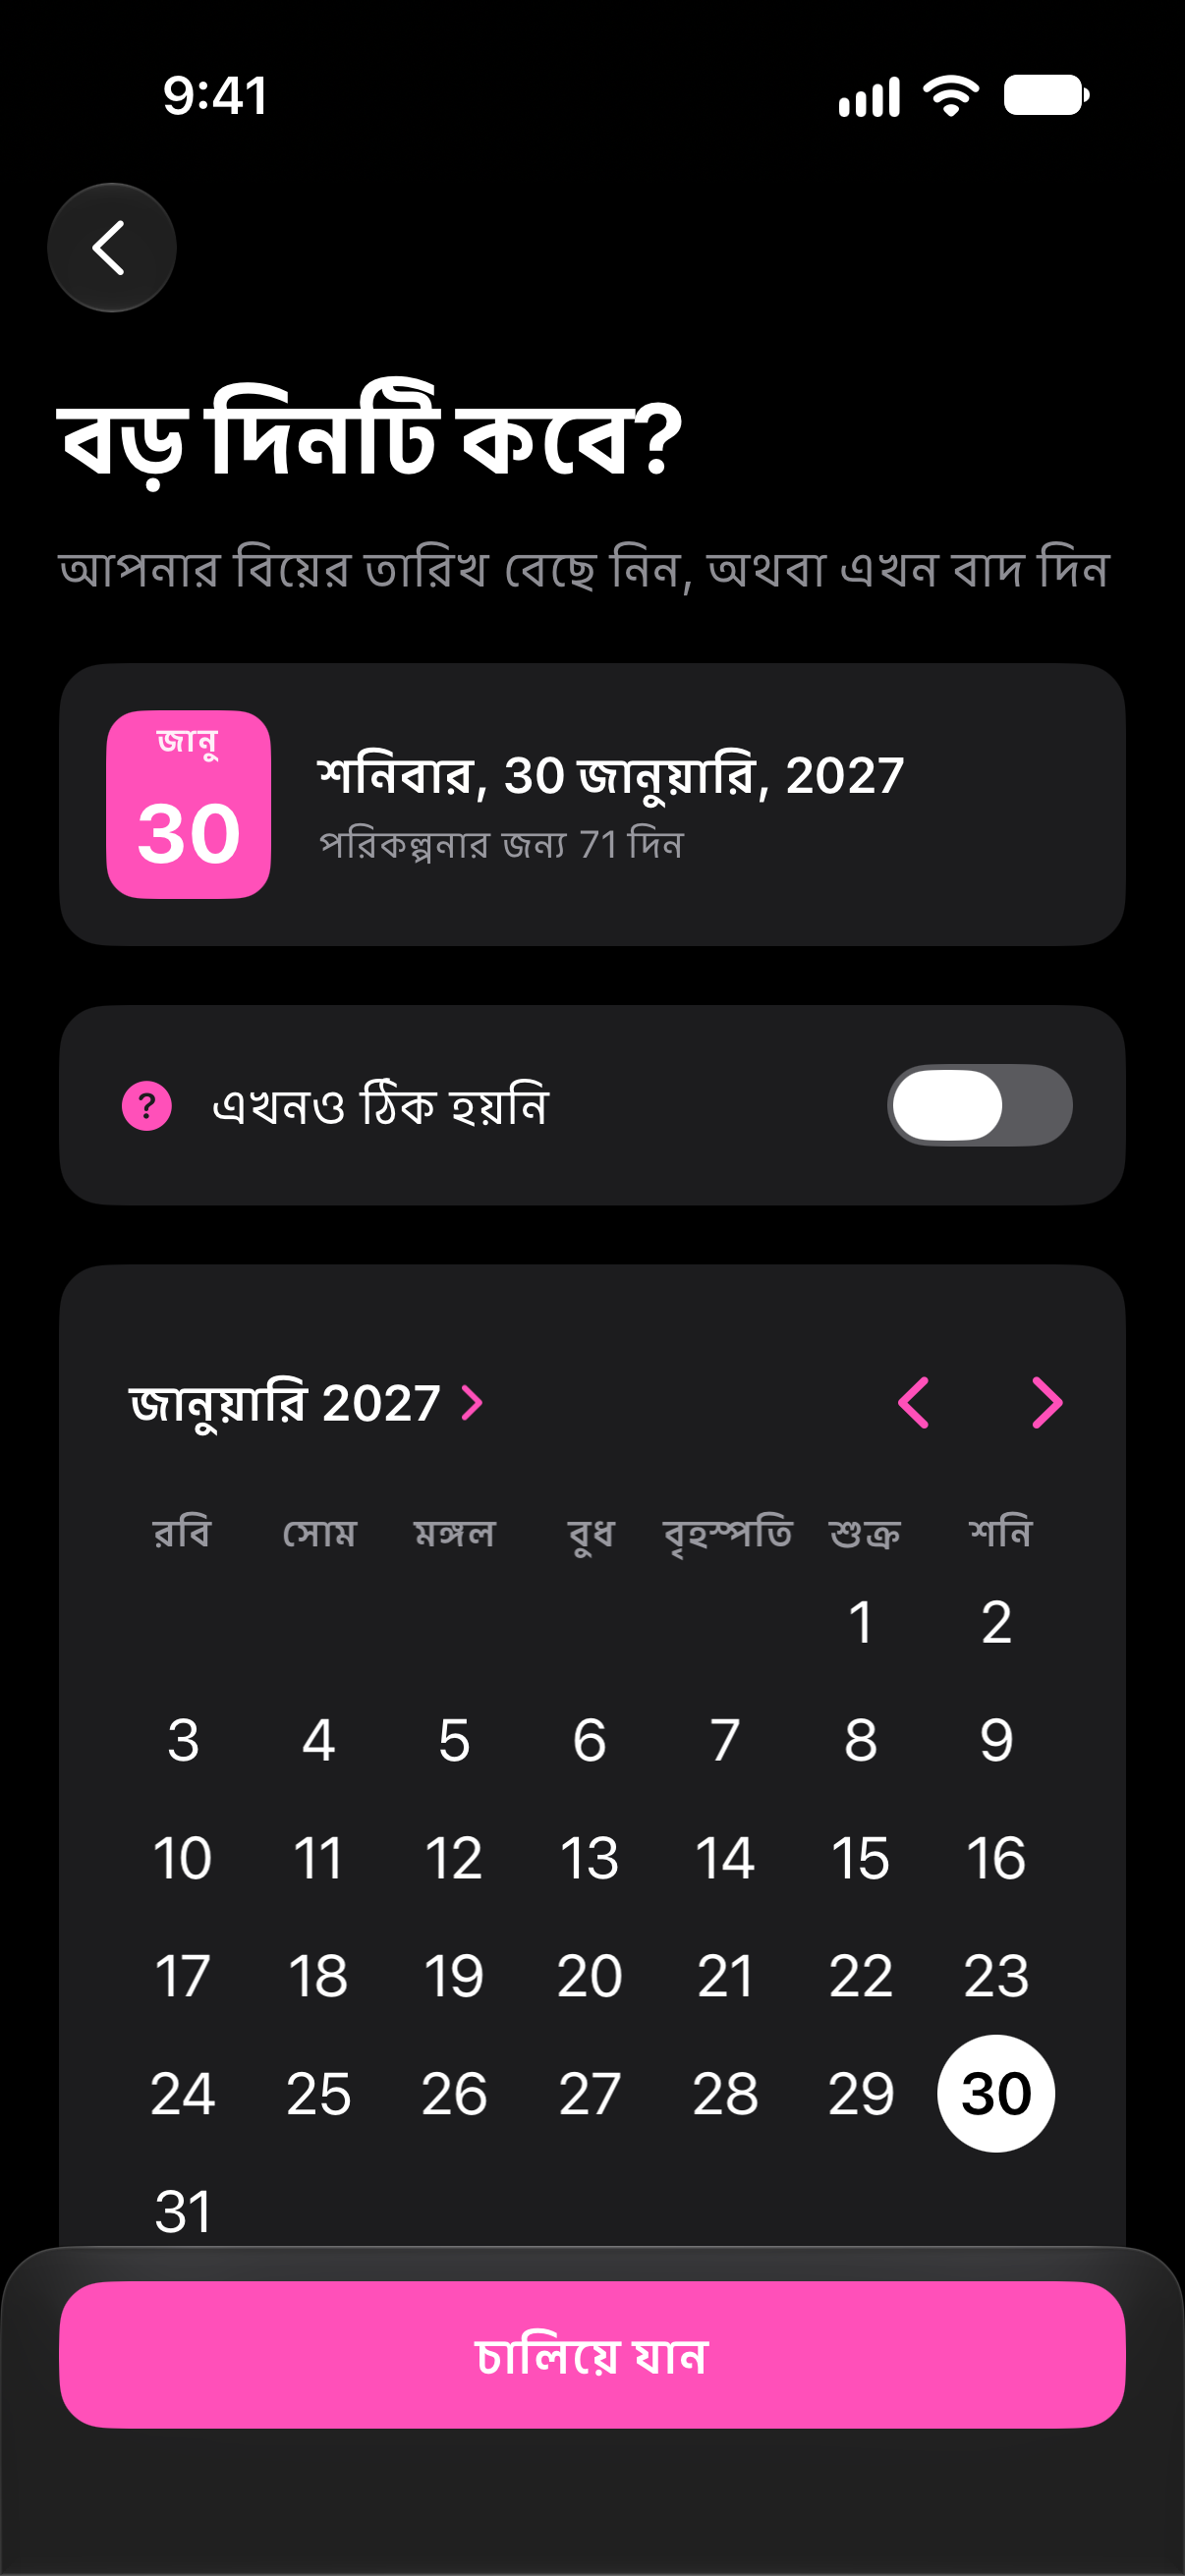 9:41
বড় দিনটি কবে?
আপনার বিয়ের তারিখ বেছে নিন, অথবা এখন বাদ দিন
জানু
30
শনিবার, 30 জানুয়ারি, 2027
পরিকল্পনার জন্য 71 দিন
? এখনও ঠিক হয়নি
জানুয়ারি 2027
রবি সোম মঙ্গল বুধ বৃহস্পতি শুক্র শনি
1 2
3 4 5 6 7 8 9
10 11 12 13 14 15 16
17 18 19 20 21 22 23
24 25 26 27 28 29 30
31
চালিয়ে যান